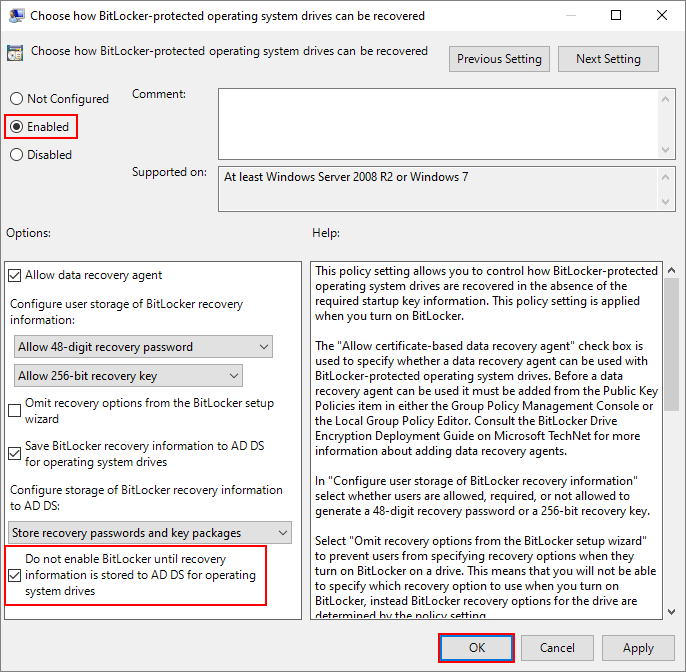 Choose how BitLocker-protected operating system drives can be recovered
Choose how BitLocker-protected operating system drives can be recovered
Previous Setting
Next Setting
Not Configured
Enabled
Disabled
Comment:
Supported on:
At least Windows Server 2008 R2 or Windows 7
Options:
Help:
Allow data recovery agent
Configure user storage of BitLocker recovery
information:
Allow 48-digit recovery password
Allow 256-bit recovery key
Omit recovery options from the BitLocker setup
wizard
Save BitLocker recovery information to AD DS
for operating system drives
Configure storage of BitLocker recovery information
to AD DS:
Store recovery passwords and key packages
Do not enable BitLocker until recovery
information is stored to AD DS for operating
system drives
This policy setting allows you to control how BitLocker-protected
operating system drives are recovered in the absence of the
required startup key information. This policy setting is applied
when you turn on BitLocker.
The "Allow certificate-based data recovery agent" check box is
used to specify whether a data recovery agent can be used with
BitLocker-protected operating system drives. Before a data
recovery agent can be used it must be added from the Public Key
Policies item in either the Group Policy Management Console or
the Local Group Policy Editor. Consult the BitLocker Drive
Encryption Deployment Guide on Microsoft TechNet for more
information about adding data recovery agents.
In "Configure user storage of BitLocker recovery information"
select whether users are allowed, required, or not allowed to
generate a 48-digit recovery password or a 256-bit recovery key.
Select "Omit recovery options from the BitLocker setup wizard"
to prevent users from specifying recovery options when they
turn on BitLocker on a drive. This means that you will not be able
to specify which recovery option to use when you turn on
BitLocker, instead BitLocker recovery options for the drive are
determined by the policy setting.
OK
Cancel
Apply